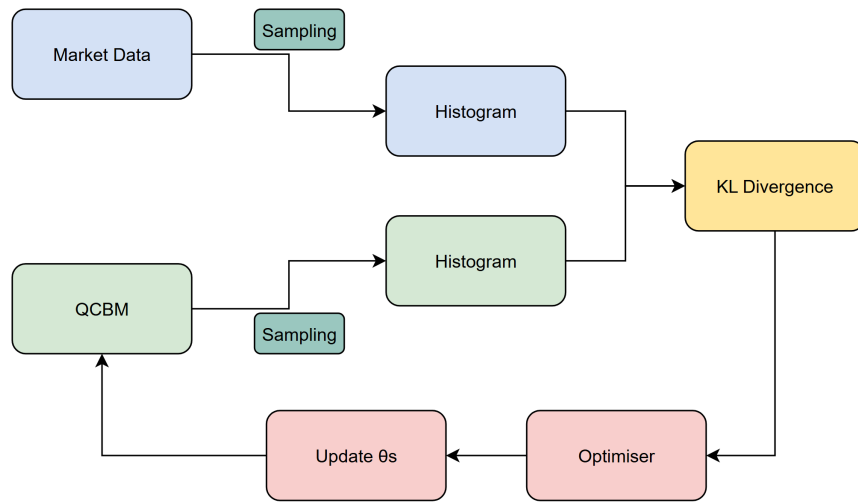 Sampling
Market Data
Histogram
KL Divergence
Histogram
QCBM
Sampling
Update θs
Optimiser